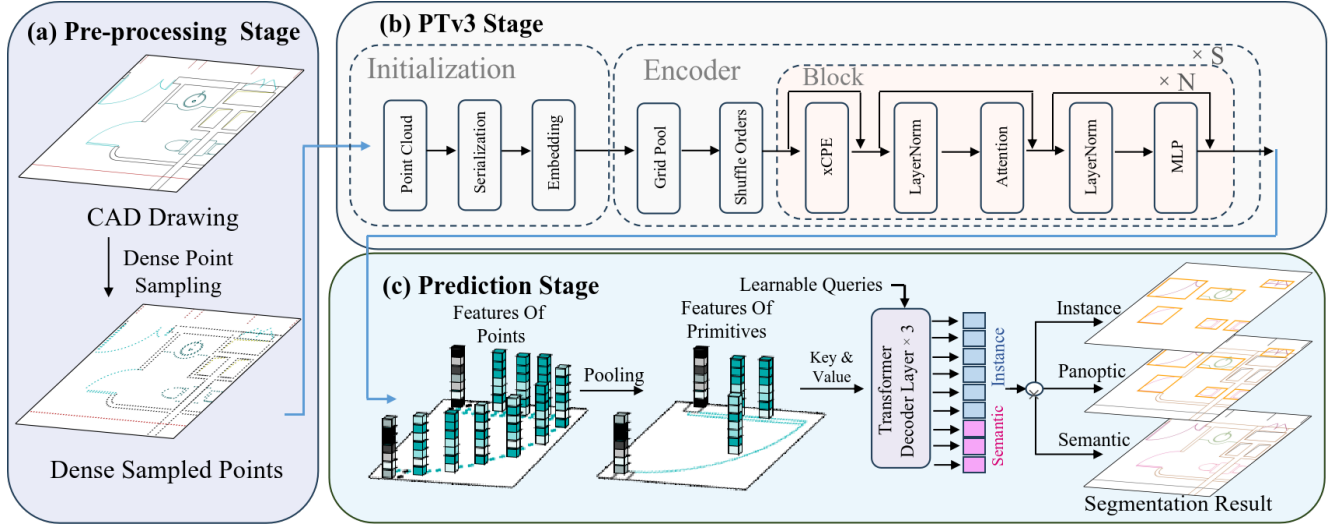 (a) Pre-processing Stage
CAD Drawing
Dense Point
Sampling
Dense Sampled Points
(b) PTv3 Stage
Initialization
Point Cloud
Serialization
Embedding
Encoder
× S
Grid Pool
Shuffle Orders
Block
× N
xCPE
LayerNorm
Attention
LayerNorm
MLP
(c) Prediction Stage
Features Of
Points
Pooling
Features Of
Primitives
Key &
Value
Learnable Queries
Transformer
Decoder Layer × 3
Instance
Semantic
Instance
Panoptic
Semantic
Segmentation Result